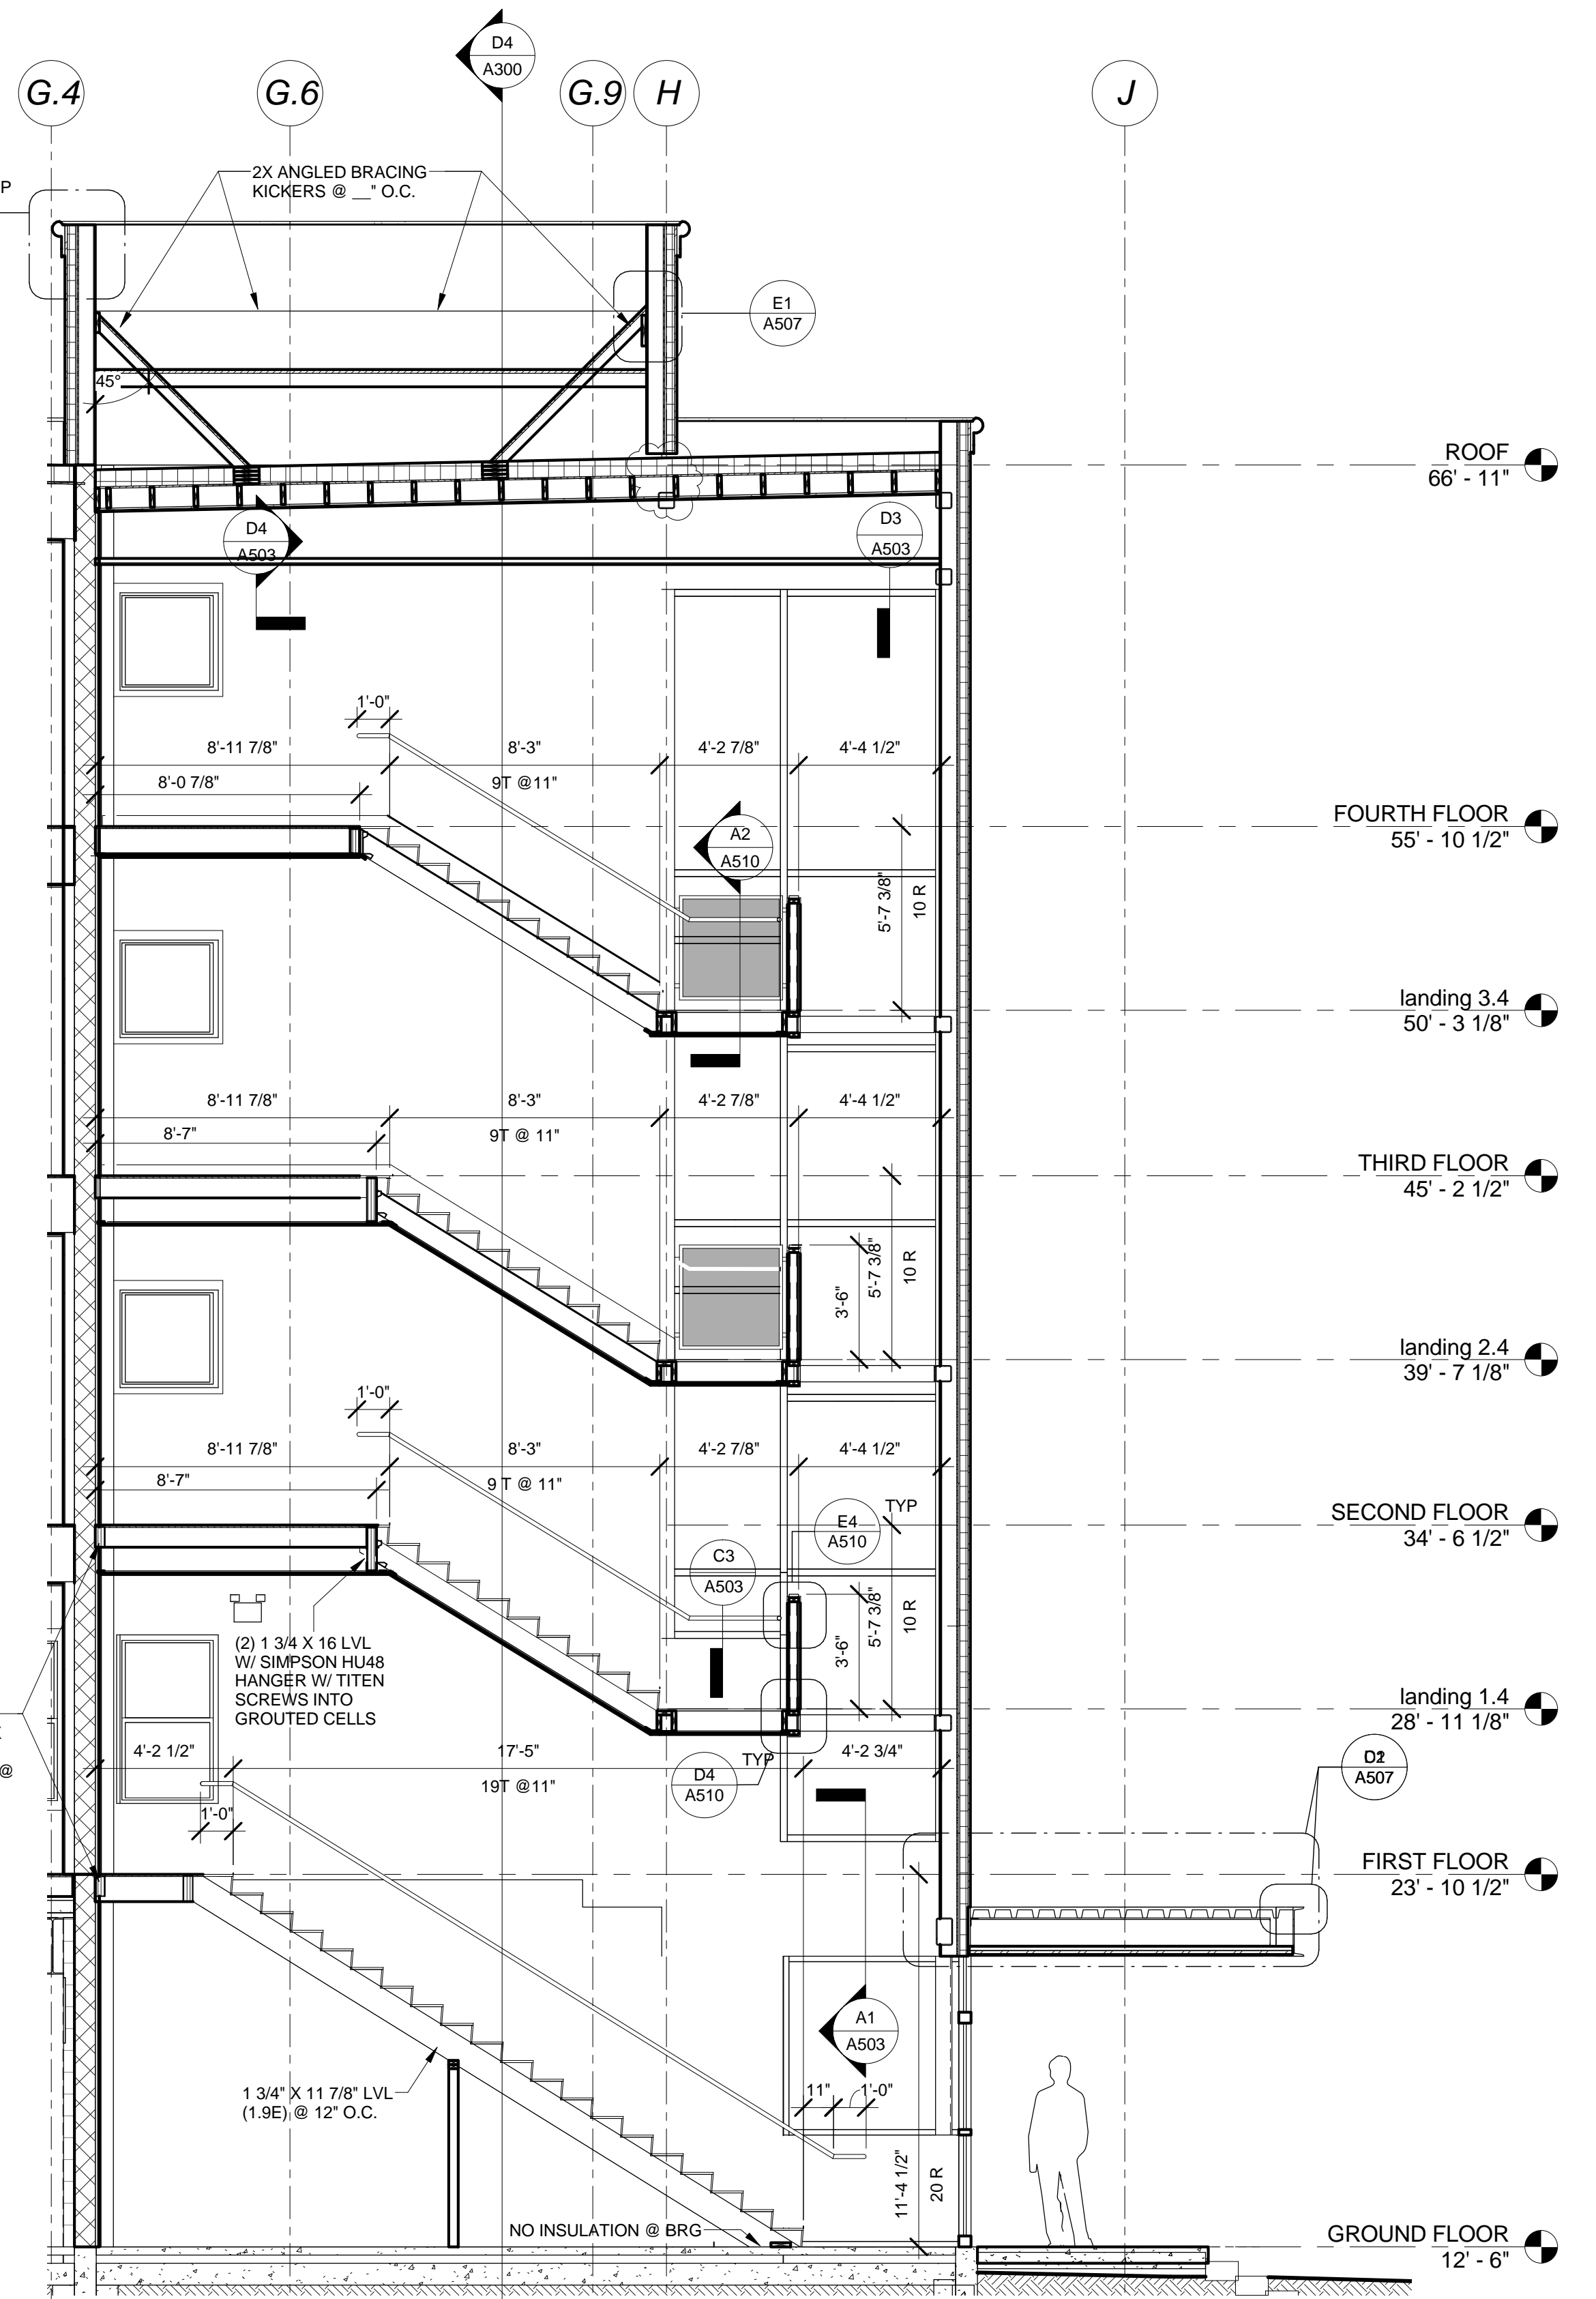 D4
A300
G.4
G.6
G.9
H
J
P
2X ANGLED BRACING
KICKERS @ __" O.C.
E1
A507
45°
ROOF
66' - 11"
D4
A503
D3
A503
1'-0"
8'-11 7/8"
8'-3"
4'-2 7/8"
4'-4 1/2"
8'-0 7/8"
9T @11"
FOURTH FLOOR
55' - 10 1/2"
A2
A510
5'-7 3/8"
10 R
landing 3.4
50' - 3 1/8"
8'-11 7/8"
8'-3"
4'-2 7/8"
4'-4 1/2"
8'-7"
9T @ 11"
THIRD FLOOR
45' - 2 1/2"
3'-6"
5'-7 3/8"
10 R
landing 2.4
39' - 7 1/8"
1'-0"
8'-11 7/8"
8'-3"
4'-2 7/8"
4'-4 1/2"
8'-7"
9 T @ 11"
TYP
E4
A510
SECOND FLOOR
34' - 6 1/2"
C3
A503
3'-6"
5'-7 3/8"
10 R
(2) 1 3/4 X 16 LVL
W/ SIMPSON HU48
HANGER W/ TITEN
SCREWS INTO
GROUTED CELLS
landing 1.4
28' - 11 1/8"
4'-2 1/2"
17'-5"
TYP
4'-2 3/4"
@
19T @11"
D4
A510
A507
1'-0"
FIRST FLOOR
23' - 10 1/2"
A1
A503
1 3/4" X 11 7/8" LVL
(1.9E) @ 12" O.C.
11"
1'-0"
11'-4 1/2"
20 R
NO INSULATION @ BRG
GROUND FLOOR
12' - 6"